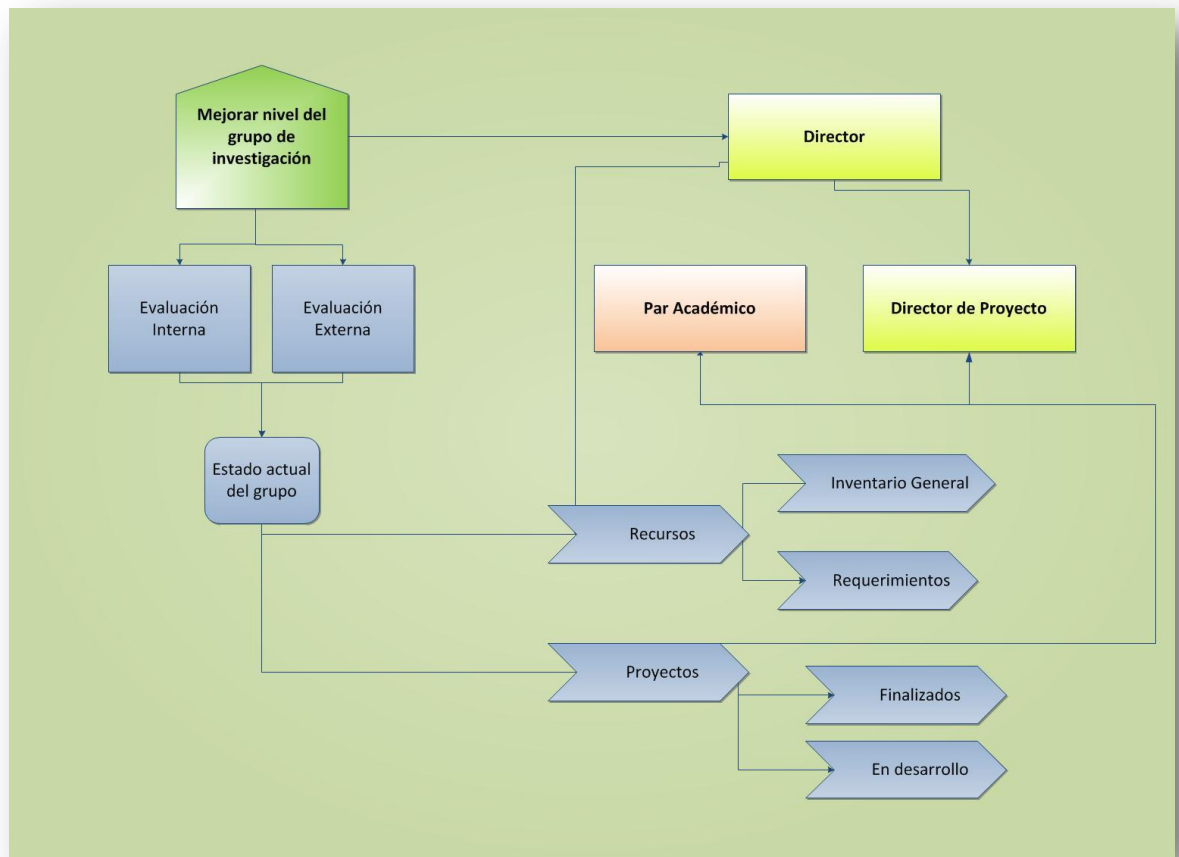 Mejorar nivel del
grupo de
investigación
Director
Evaluación
Interna
Evaluación
Externa
Par Académico
Director de Proyecto
Estado actual
del grupo
Inventario General
Recursos
Requerimientos
Proyectos
Finalizados
En desarrollo